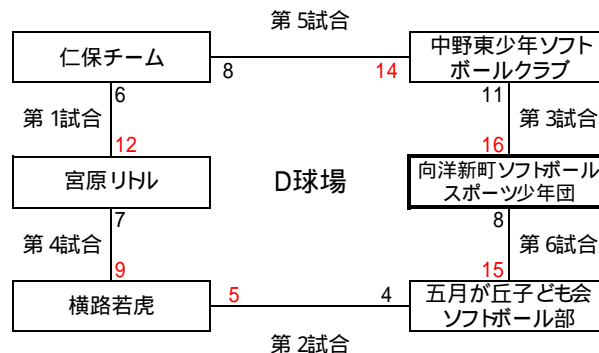 第5試合
仁保チーム
中野東少年ソフト
ボールクラブ
8
14
6
11
第1試合
第3試合
12
16
宮原リトル
D球場
向洋新町ソフトボール
スポーツ少年団
7
8
第4試合
第6試合
9
15
横路若虎
5
4
五月が丘子ども会
ソフトボール部
第2試合